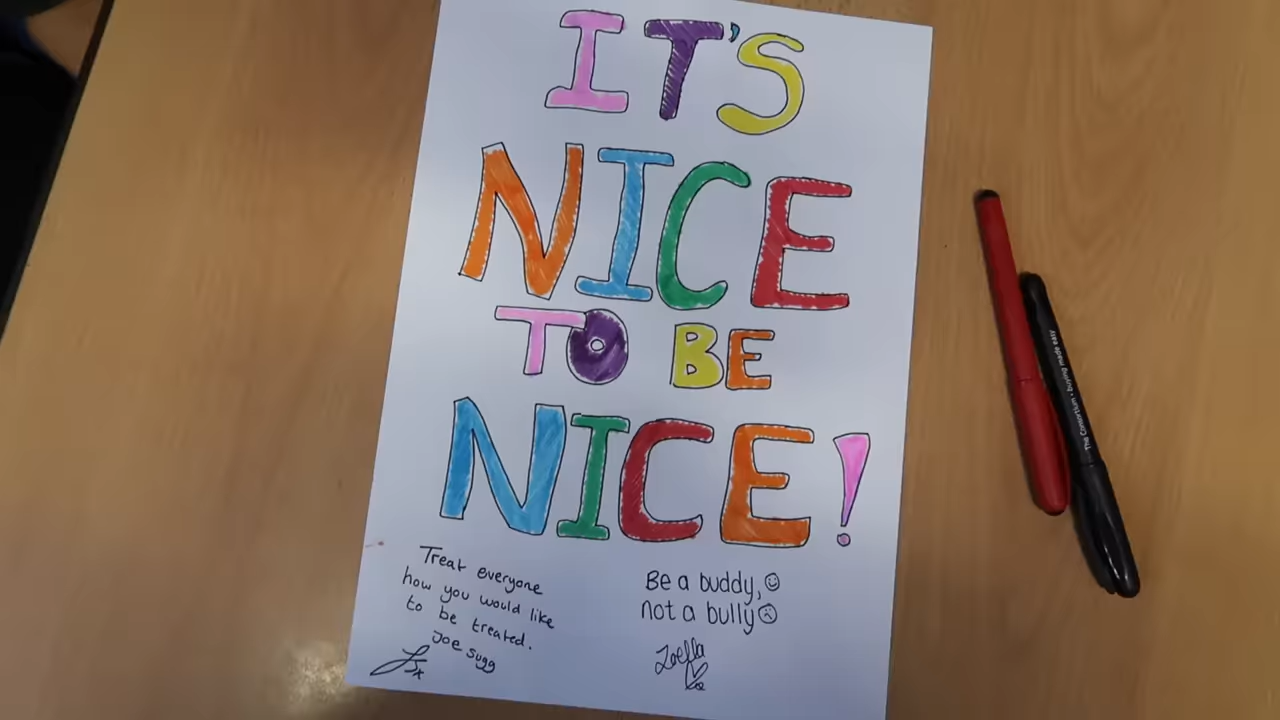 IT'S
NICE
TO BE
NICE!
Treat everyone
how you would like
to be treated.
Joe Sugg
Be a buddy,
not a bully
Zoella
The Consortium • buying made easy